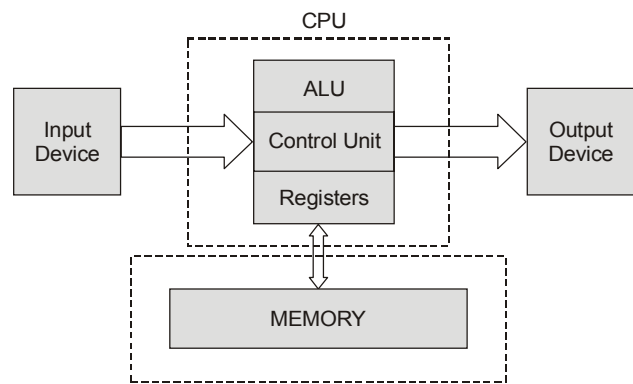 CPU
ALU
Input
Device
Control Unit
Output
Device
Registers
MEMORY